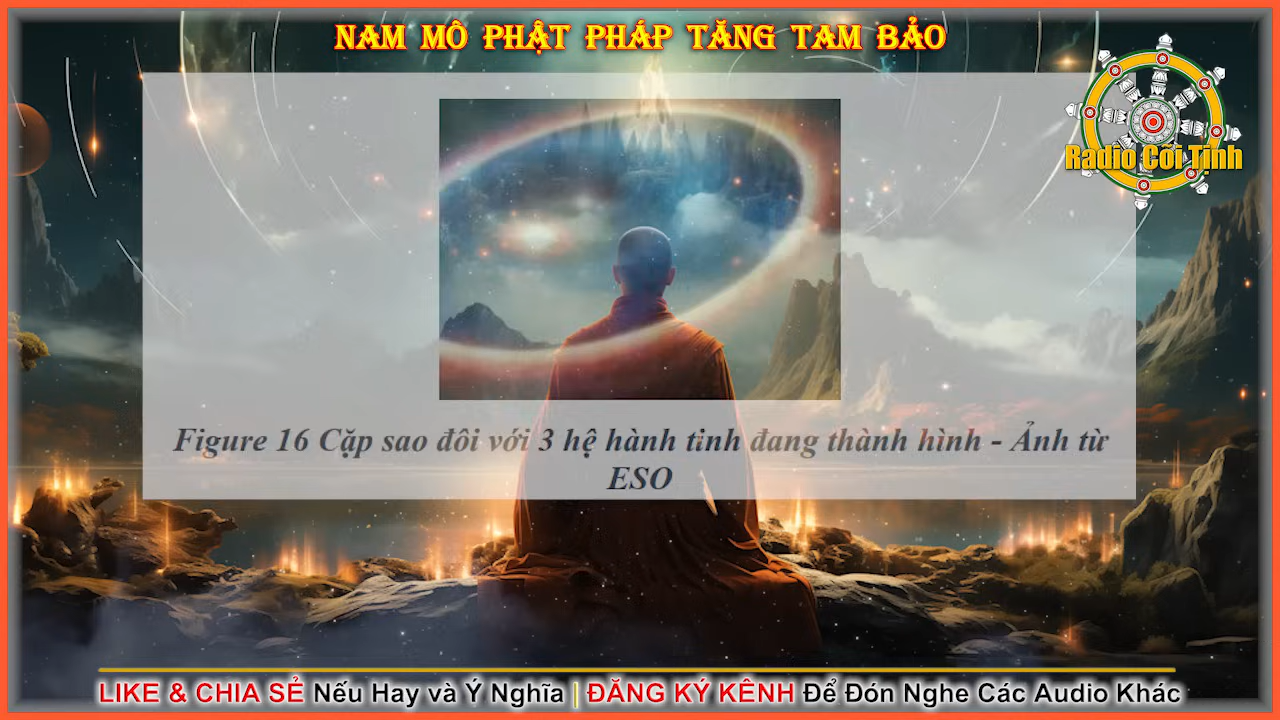 NAM MÔ PHẬT PHÁP TĂNG TAM BẢO
Radio Cõi Tịnh
Figure 16 Cặp sao đôi với 3 hệ hành tinh đang thành hình - Ảnh từ
ESO
LIKE & CHIA SẺ Nếu Hay và Ý Nghĩa | ĐĂNG KÝ KÊNH Để Đón Nghe Các Audio Khác